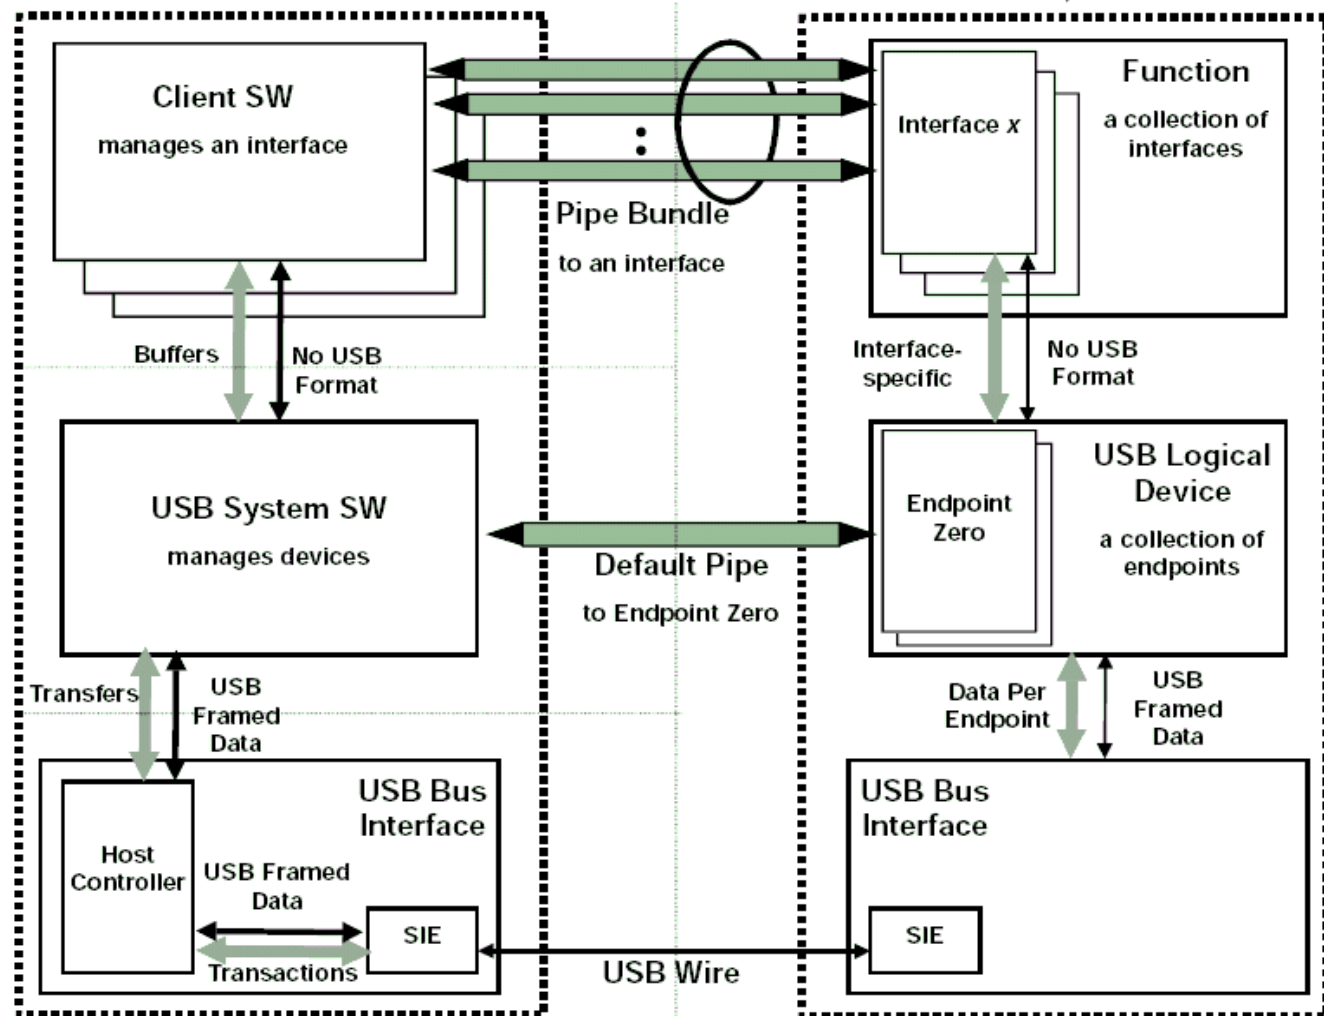 Client SW
manages an interface
Function
a collection of
interfaces
Interface x
Pipe Bundle
to an interface
Buffers
No USB
Format
Interface-
specific
No USB
Format
USB System SW
manages devices
Default Pipe
to Endpoint Zero
Endpoint
Zero
USB Logical
Device
a collection of
endpoints
Transfers
USB
Framed
Data
Data Per
Endpoint
USB
Framed
Data
USB Bus
Interface
Host
Controller
USB Framed
Data
SIE
Transactions
USB Wire
USB Bus
Interface
SIE